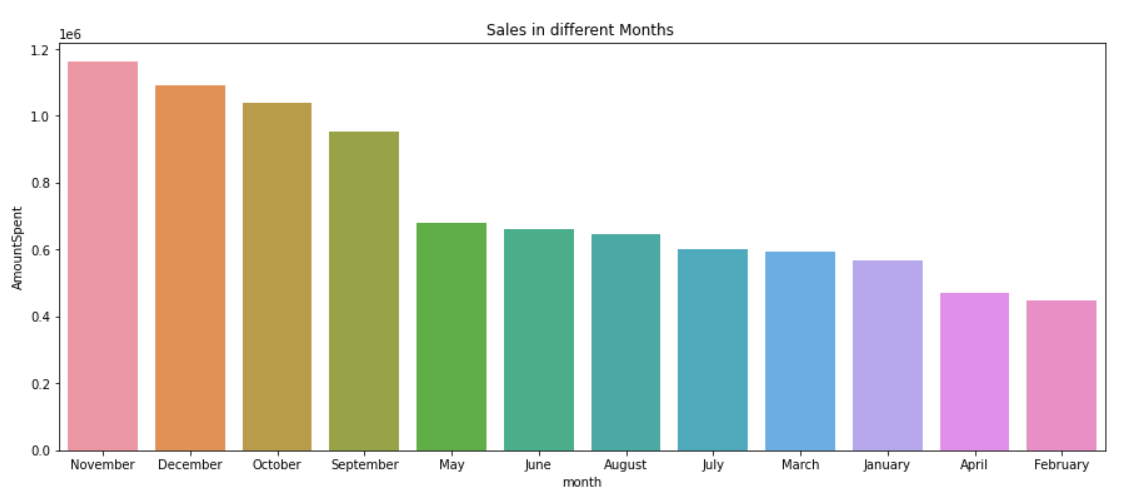 Sales in different Months
1e6
1.2
1.0
0.8
0.6
0.4
0.2
0.0
AmountSpent
November December October September May June August July March January April February
month